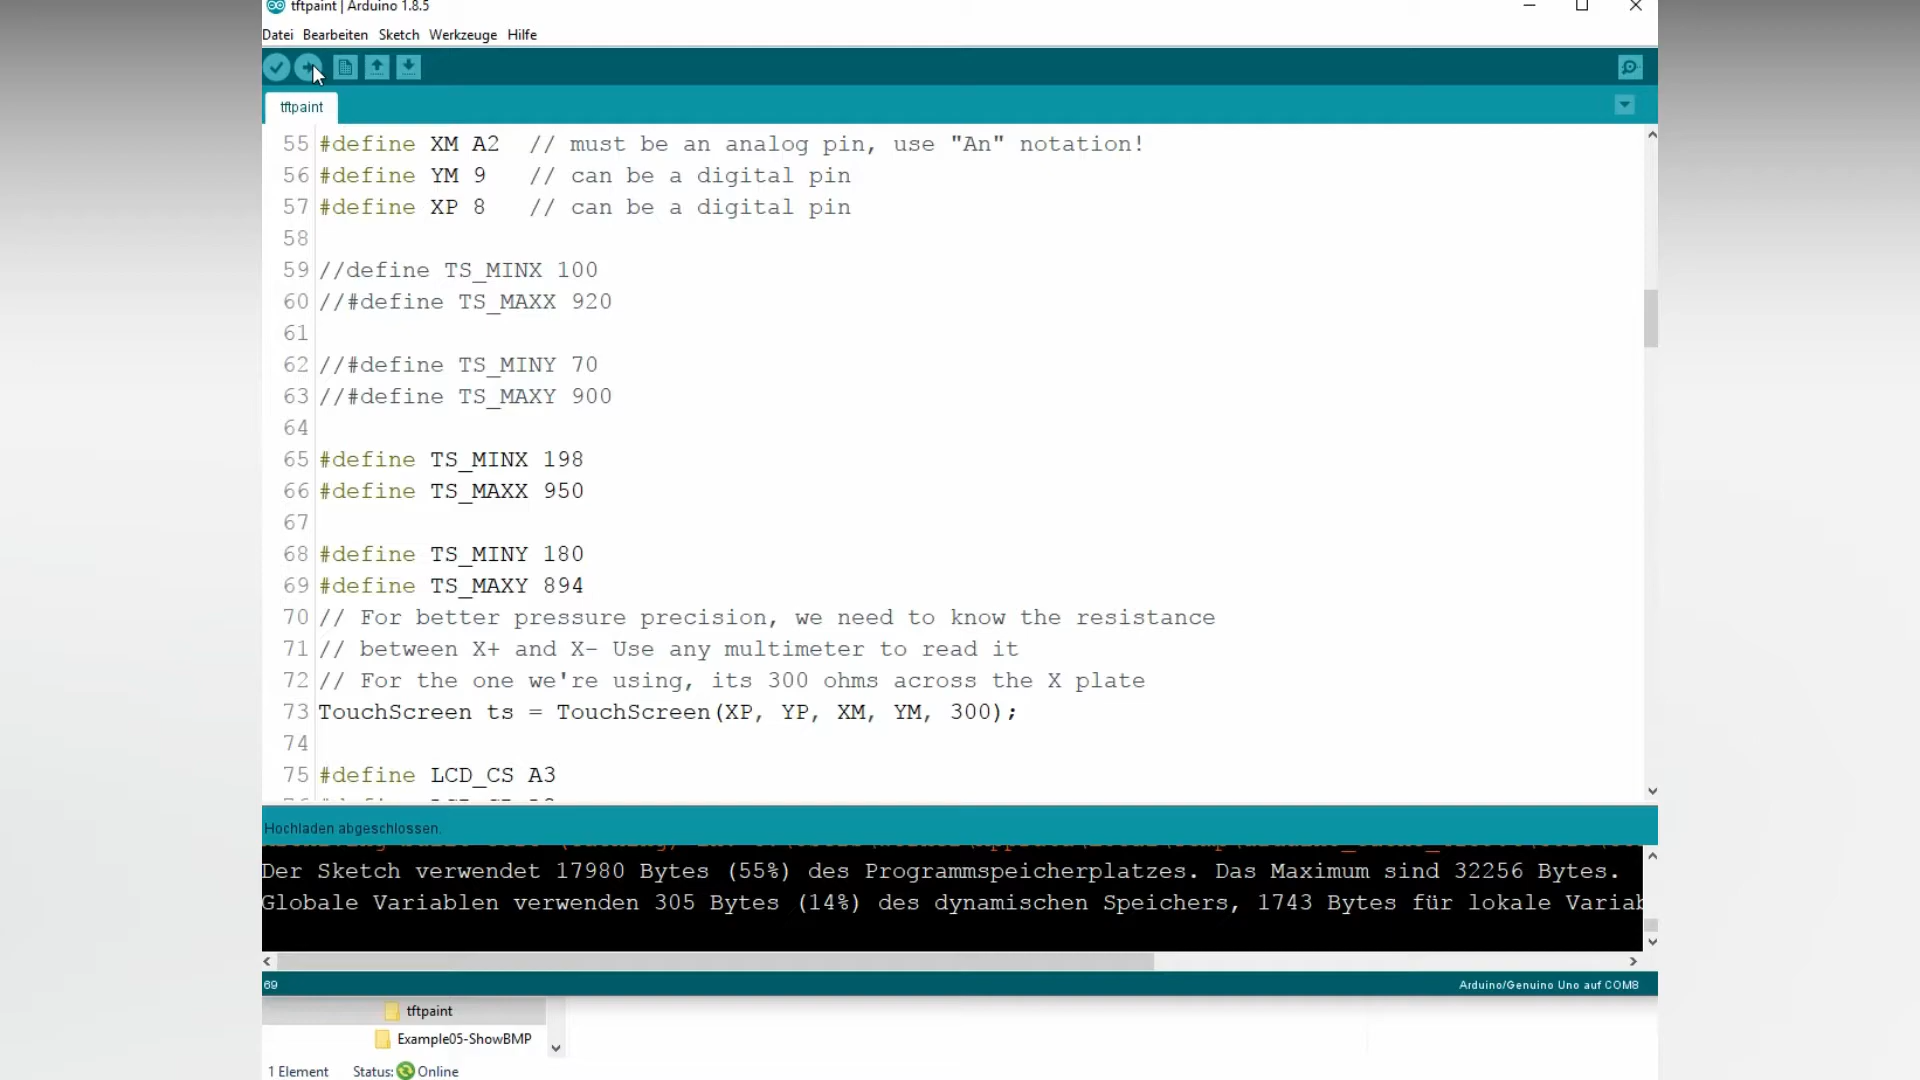 tftpaint | Arduino 1.8.5
Datei Bearbeiten Sketch Werkzeuge Hilfe
tftpaint
55 #define XM A2 // must be an analog pin, use "An" notation!
56 #define YM 9 // can be a digital pin
57 #define XP 8 // can be a digital pin
58
59 //define TS_MINX 100
60 //#define TS_MAXX 920
61
62 //#define TS_MINY 70
63 //#define TS_MAXY 900
64
65 #define TS_MINX 198
66 #define TS_MAXX 950
67
68 #define TS_MINY 180
69 #define TS_MAXY 894
70 // For better pressure precision, we need to know the resistance
71 // between X+ and X- Use any multimeter to read it
72 // For the one we're using, its 300 ohms across the X plate
73 TouchScreen ts = TouchScreen(XP, YP, XM, YM, 300);
74
75 #define LCD_CS A3
Hochladen abgeschlossen.
Der Sketch verwendet 17980 Bytes (55%) des Programmspeicherplatzes. Das Maximum sind 32256 Bytes.
Globale Variablen verwenden 305 Bytes (14%) des dynamischen Speichers, 1743 Bytes für lokale Variab
69 Arduino/Genuino Uno auf COM8
tftpaint
Example05-ShowBMP
1 Element Status: Online